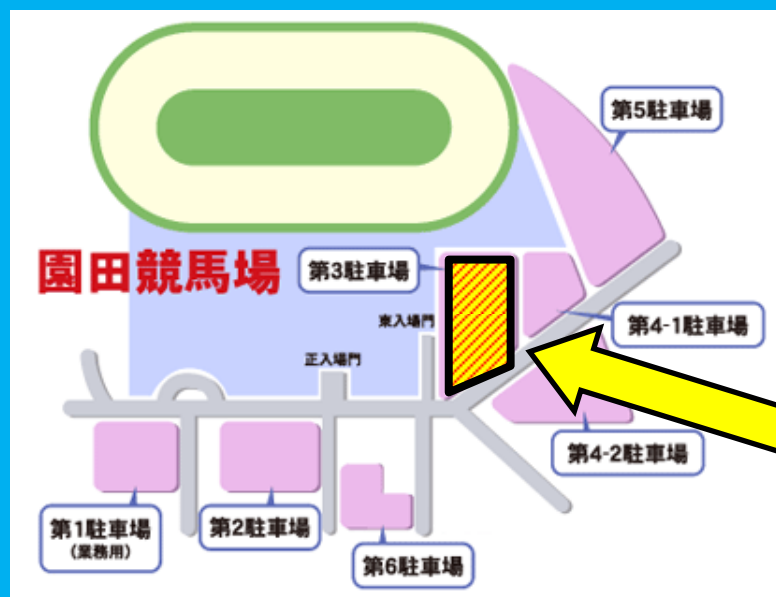 第5駐車場
園田競馬場
第3駐車場
東入場門
第4-1駐車場
正入場門
第4-2駐車場
第1駐車場
(業務用)
第2駐車場
第6駐車場